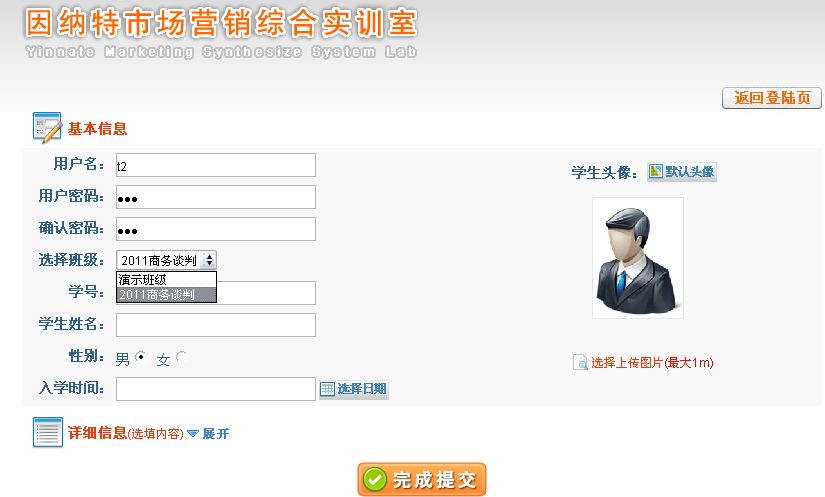 因纳特市场营销综合实训室
Yinnate Marketing Synthesize System Lab
返回登陆页
基本信息
用户名： t2
学生头像： 默认头像
用户密码： ●●●
确认密码： ●●●
选择班级： 2011商务谈判
演示班级
2011商务谈判
学号：
学生姓名：
性别： 男 女
选择上传图片(最大1m)
入学时间： 选择日期
详细信息(选填内容) 展开
完成提交